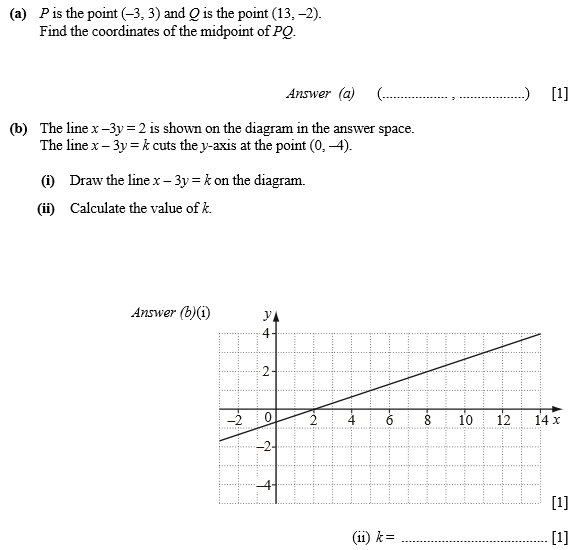 (a) P is the point (–3, 3) and Q is the point (13, –2).
Find the coordinates of the midpoint of PQ.
Answer (a) (.................. , ..................) [1]
(b) The line x –3y = 2 is shown on the diagram in the answer space.
The line x – 3y = k cuts the y-axis at the point (0, –4).
(i) Draw the line x – 3y = k on the diagram.
(ii) Calculate the value of k.
Answer (b)(i)
y
4
2
–2 0 2 4 6 8 10 12 14 x
–2
–4
[1]
(ii) k = ...................................... [1]